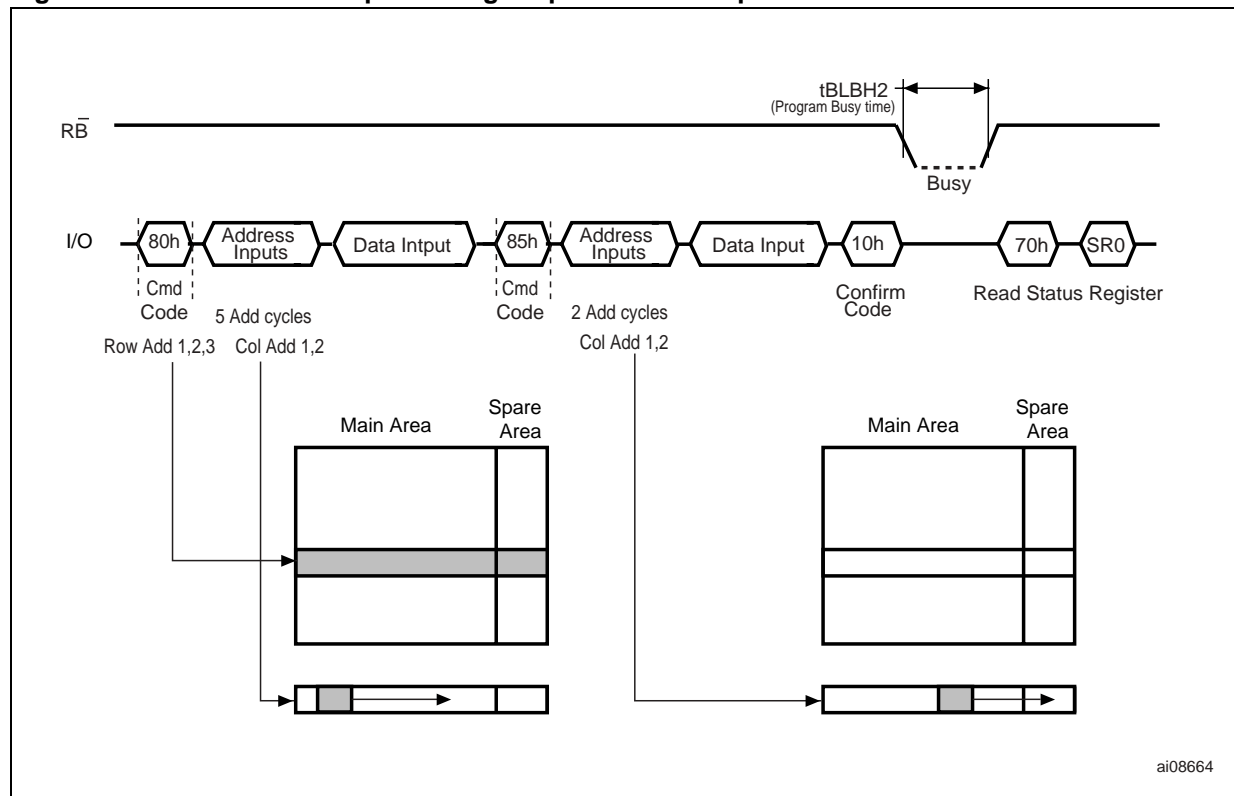 tBLBH2
(Program Busy time)
RB̅
Busy
I/O
80h
Address
Inputs
Data Intput
85h
Address
Inputs
Data Input
10h
70h
SR0
Cmd
Code
Cmd
Code
Confirm
Code
Read Status Register
5 Add cycles
2 Add cycles
Row Add 1,2,3
Col Add 1,2
Col Add 1,2
Main Area
Spare
Area
Main Area
Spare
Area
ai08664